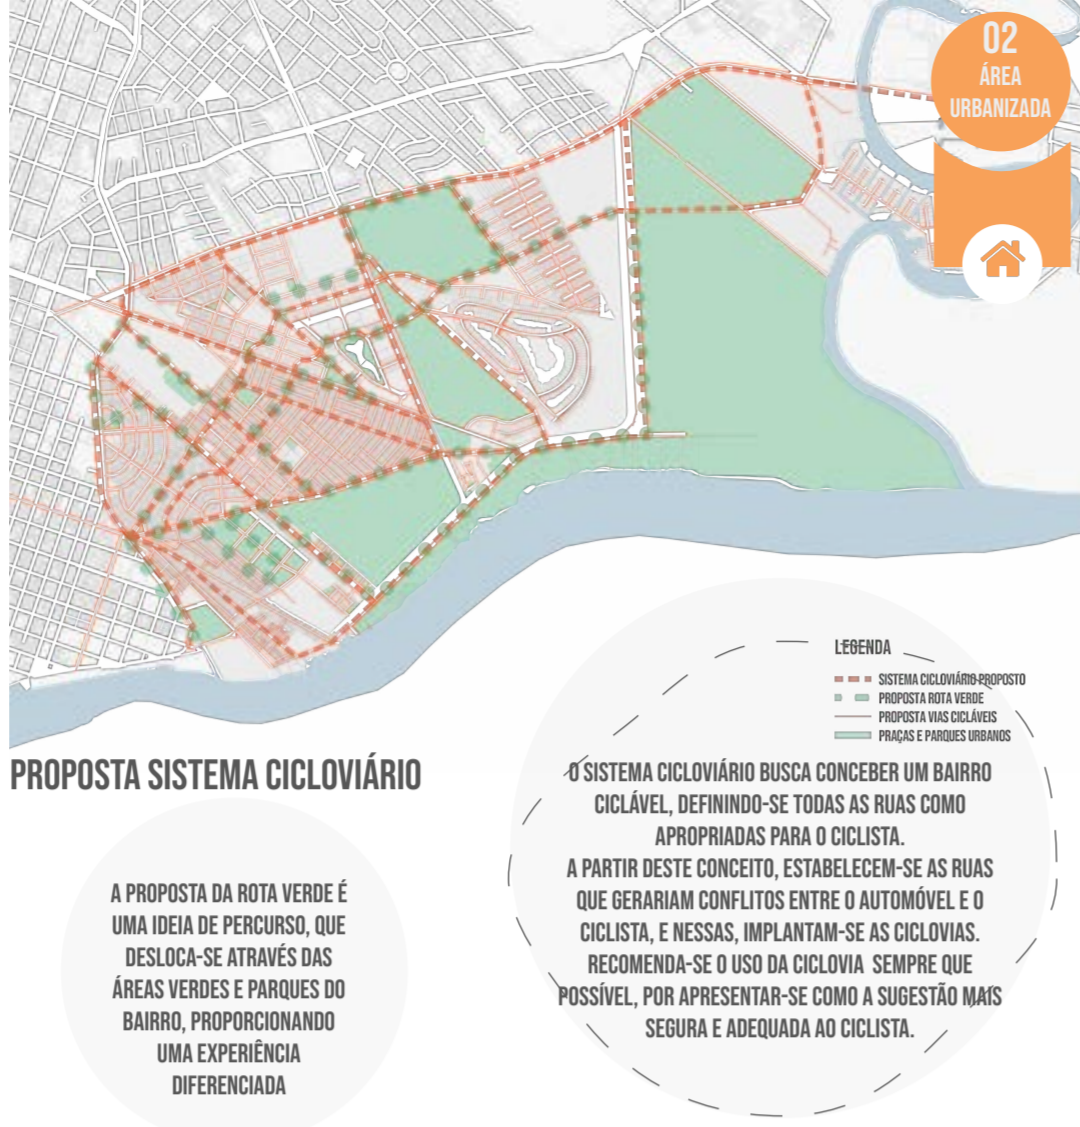 02
ÁREA
URBANIZADA
LEGENDA
SISTEMA CICLOVIÁRIO PROPOSTO
PROPOSTA ROTA VERDE
PROPOSTA VIAS CICLÁVEIS
PRAÇAS E PARQUES URBANOS
PROPOSTA SISTEMA CICLOVIÁRIO
O SISTEMA CICLOVIÁRIO BUSCA CONCEBER UM BAIRRO
CICLÁVEL, DEFININDO-SE TODAS AS RUAS COMO
APROPRIADAS PARA O CICLISTA.
A PARTIR DESTE CONCEITO, ESTABELECEM-SE AS RUAS
QUE GERARIAM CONFLITOS ENTRE O AUTOMÓVEL E O
CICLISTA, E NESSAS, IMPLANTAM-SE AS CICLOVIAS.
RECOMENDA-SE O USO DA CICLOVIA SEMPRE QUE
POSSÍVEL, POR APRESENTAR-SE COMO A SUGESTÃO MAIS
SEGURA E ADEQUADA AO CICLISTA.
A PROPOSTA DA ROTA VERDE É
UMA IDEIA DE PERCURSO, QUE
DESLOCA-SE ATRAVÉS DAS
ÁREAS VERDES E PARQUES DO
BAIRRO, PROPORCIONANDO
UMA EXPERIÊNCIA
DIFERENCIADA